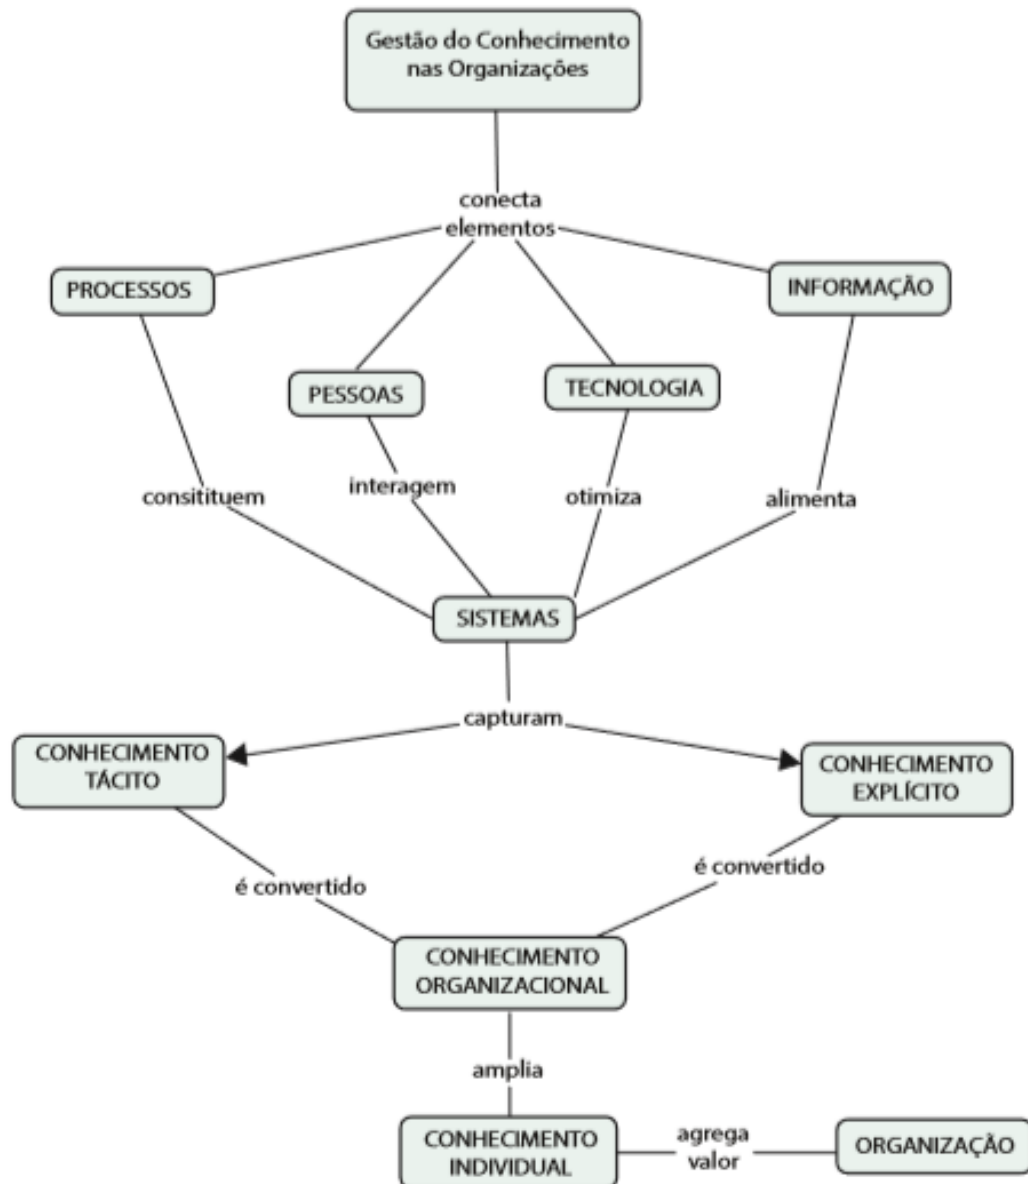 Gestão do Conhecimento
nas Organizações
conecta
elementos
PROCESSOS
INFORMAÇÃO
PESSOAS
TECNOLOGIA
consitituem
interagem
otimiza
alimenta
SISTEMAS
capturam
CONHECIMENTO
TÁCITO
CONHECIMENTO
EXPLÍCITO
é convertido
é convertido
CONHECIMENTO
ORGANIZACIONAL
amplia
CONHECIMENTO
INDIVIDUAL
agrega
valor
ORGANIZAÇÃO